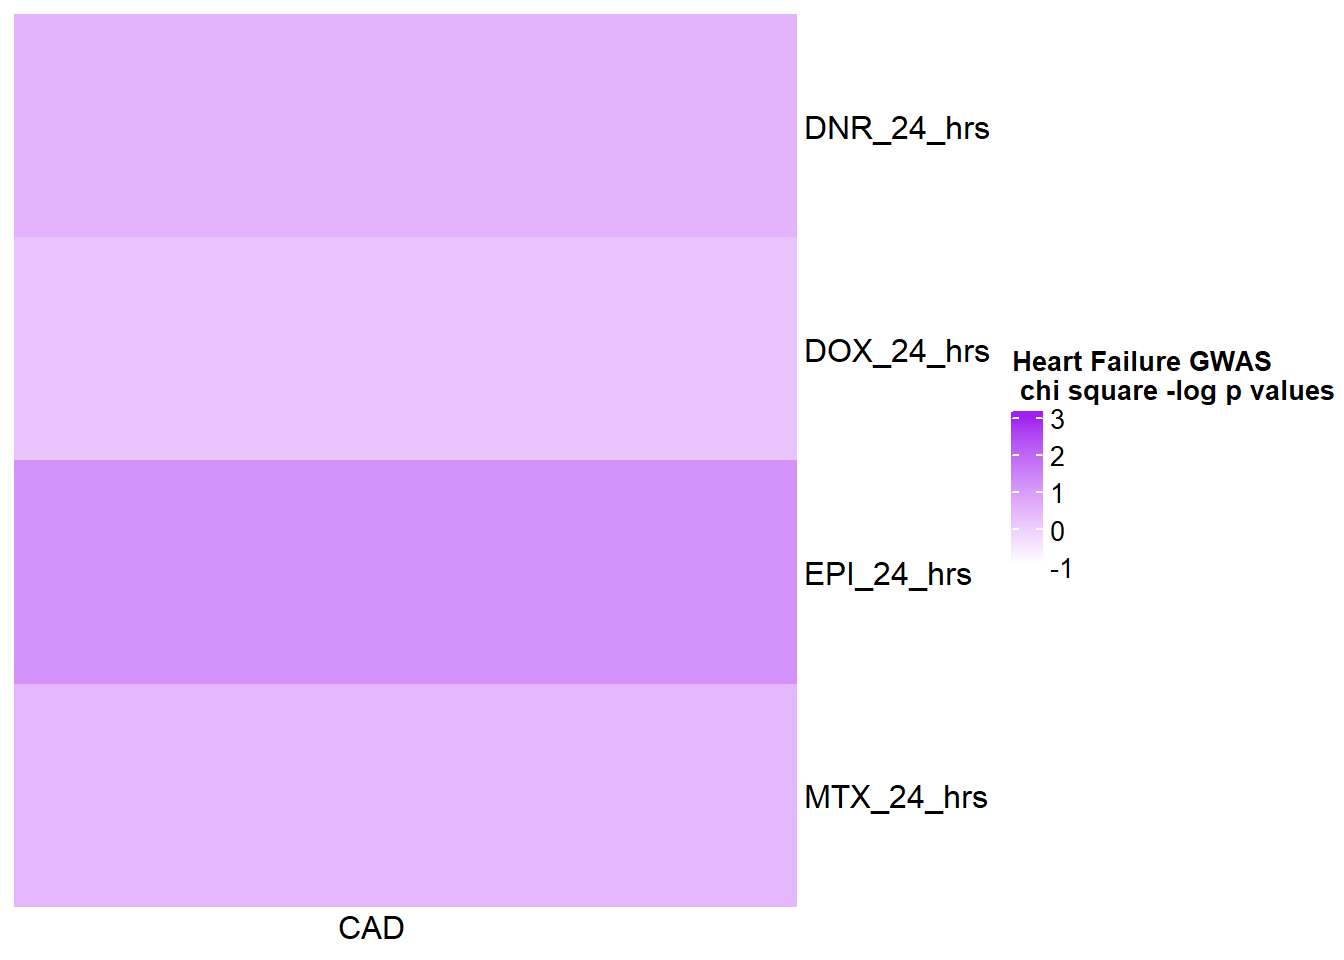 DNR_24_hrs
DOX_24_hrs
EPI_24_hrs
MTX_24_hrs
CAD
Heart Failure GWAS
chi square -log p values
3
2
1
0
-1